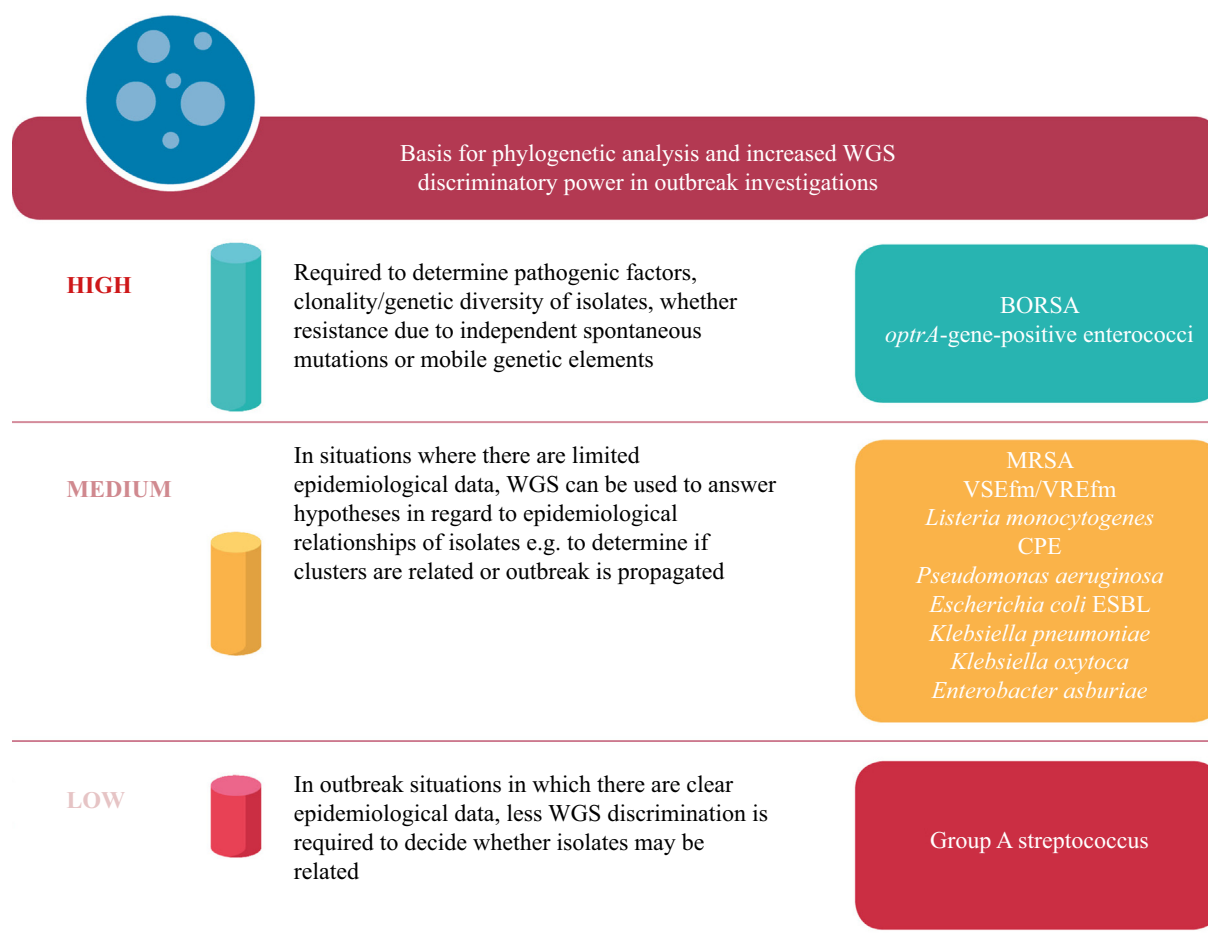 Basis for phylogenetic analysis and increased WGS
discriminatory power in outbreak investigations
HIGH
Required to determine pathogenic factors,
clonality/genetic diversity of isolates, whether
resistance due to independent spontaneous
mutations or mobile genetic elements
BORSA
optrA-gene-positive enterococci
MEDIUM
In situations where there are limited
epidemiological data, WGS can be used to answer
hypotheses in regard to epidemiological
relationships of isolates e.g. to determine if
clusters are related or outbreak is propagated
MRSA
VSEfm/VREfm
Listeria monocytogenes
CPE
Pseudomonas aeruginosa
Escherichia coli ESBL
Klebsiella pneumoniae
Klebsiella oxytoca
Enterobacter asburiae
LOW
In outbreak situations in which there are clear
epidemiological data, less WGS discrimination is
required to decide whether isolates may be
related
Group A streptococcus